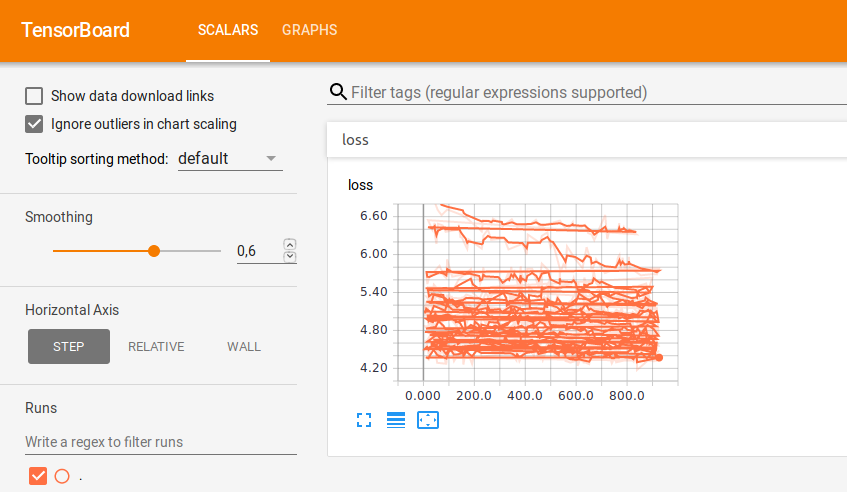 TensorBoard SCALARS GRAPHS
Show data download links
Ignore outliers in chart scaling
Tooltip sorting method: default
Smoothing
0,6
Horizontal Axis
STEP RELATIVE WALL
Runs
Write a regex to filter runs
.
Filter tags (regular expressions supported)
loss
loss
6.60
6.00
5.40
4.80
4.20
0.000 200.0 400.0 600.0 800.0